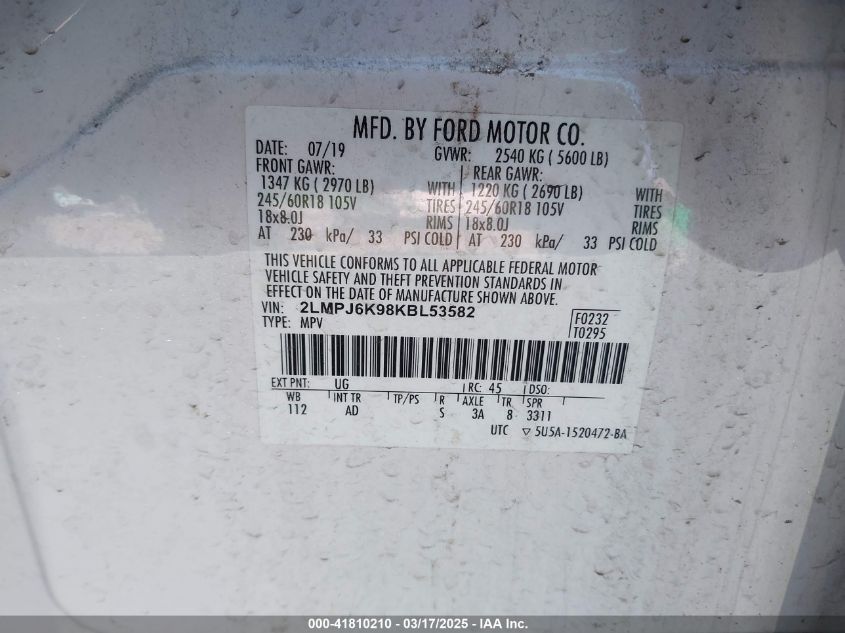 MFD. BY FORD MOTOR CO.
DATE: 07/19 GVWR: 2540 KG ( 5600 LB)
FRONT GAWR: REAR GAWR:
1347 KG ( 2970 LB) WITH 1220 KG ( 2690 LB) WITH
245/60R18 105V TIRES 245/60R18 105V TIRES
18x8.0J RIMS 18x8.0J RIMS
AT 230 kPa/ 33 PSI COLD AT 230 kPa/ 33 PSI COLD
THIS VEHICLE CONFORMS TO ALL APPLICABLE FEDERAL MOTOR
VEHICLE SAFETY AND THEFT PREVENTION STANDARDS IN
EFFECT ON THE DATE OF MANUFACTURE SHOWN ABOVE.
VIN: 2LMPJ6K98KBL53582 F0232
TYPE: MPV T0295
EXT PNT: UG RC: 45 DSO:
WB INT TR TP/PS R AXLE TR SPR
112 AD S 3A 8 3311
UTC ▽ 5U5A-1520472-BA
000-41810210 - 03/17/2025 - IAA Inc.